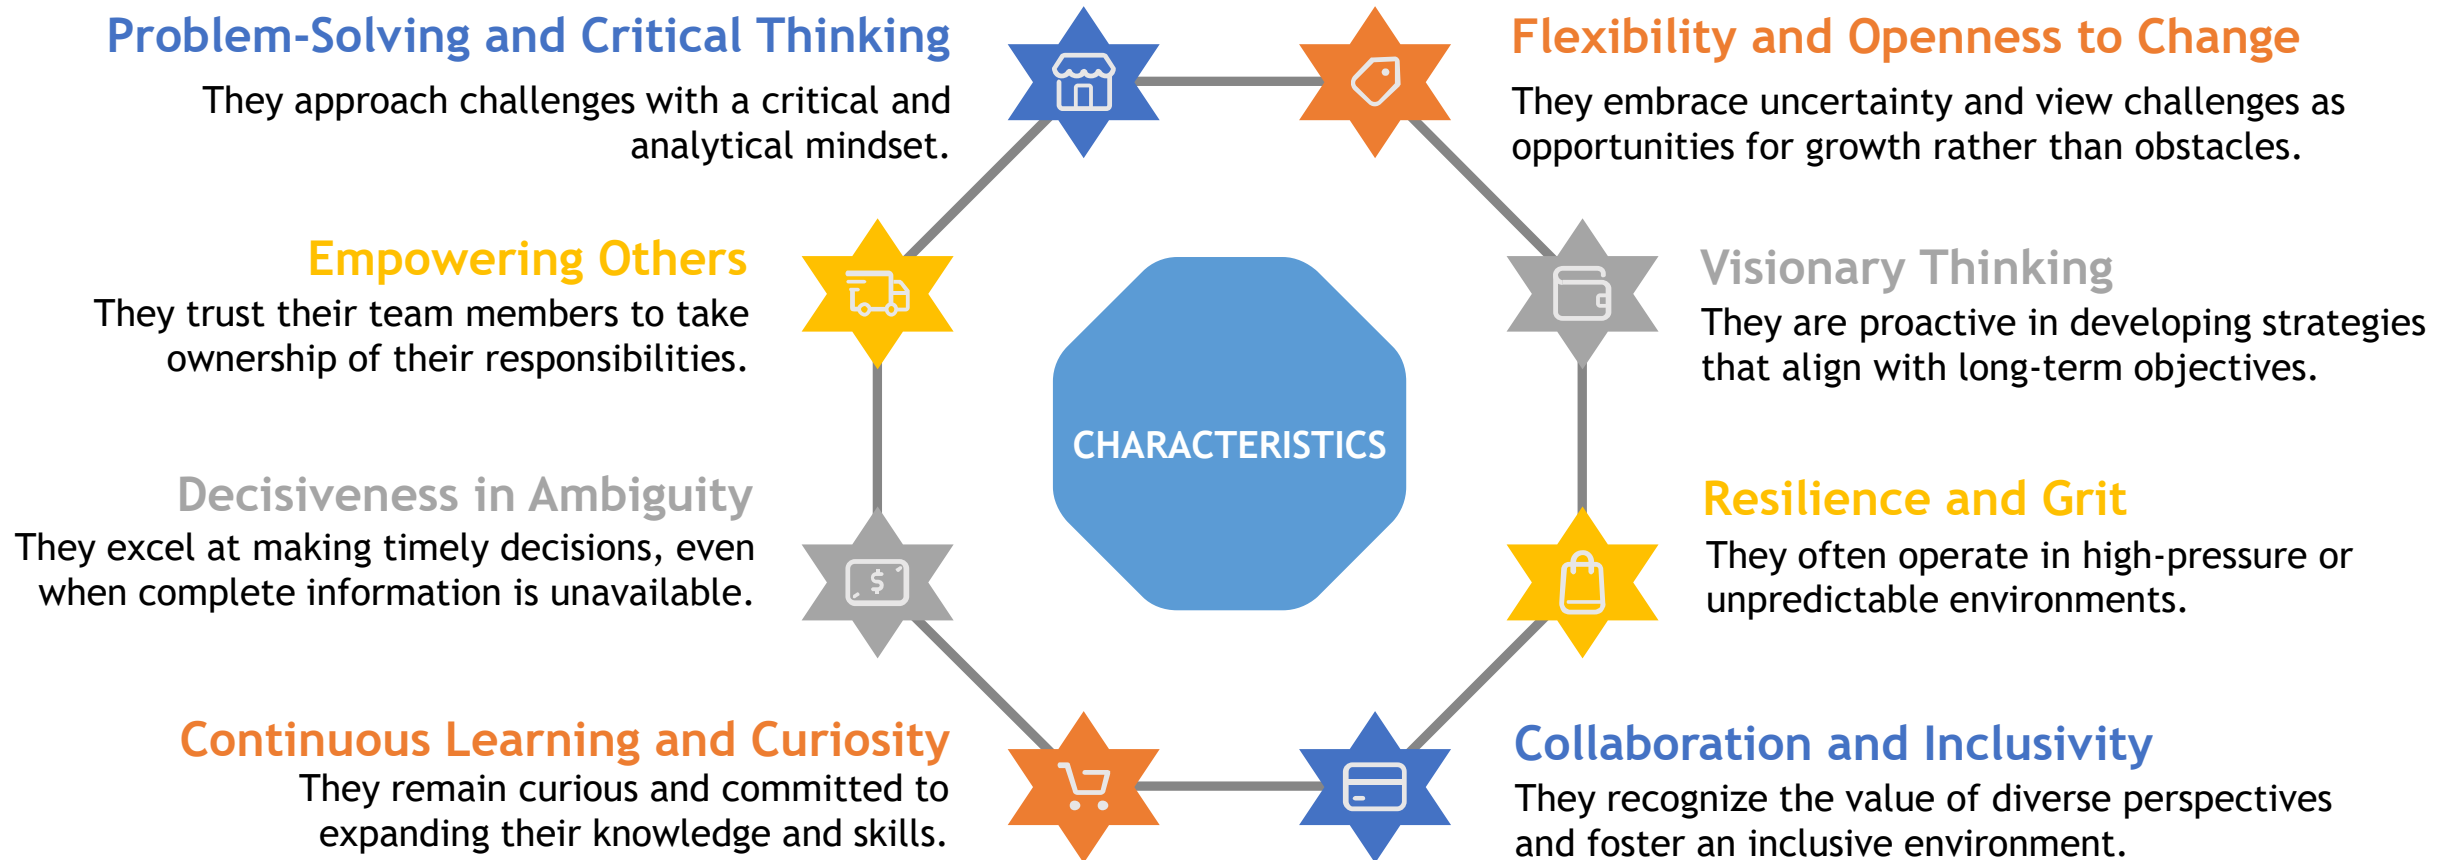 Problem-Solving and Critical Thinking
They approach challenges with a critical and
analytical mindset.
Flexibility and Openness to Change
They embrace uncertainty and view challenges as
opportunities for growth rather than obstacles.
Empowering Others
They trust their team members to take
ownership of their responsibilities.
Visionary Thinking
They are proactive in developing strategies
that align with long-term objectives.
CHARACTERISTICS
Decisiveness in Ambiguity
They excel at making timely decisions, even
when complete information is unavailable.
$
Resilience and Grit
They often operate in high-pressure or
unpredictable environments.
Continuous Learning and Curiosity
They remain curious and committed to
expanding their knowledge and skills.
Collaboration and Inclusivity
They recognize the value of diverse perspectives
and foster an inclusive environment.